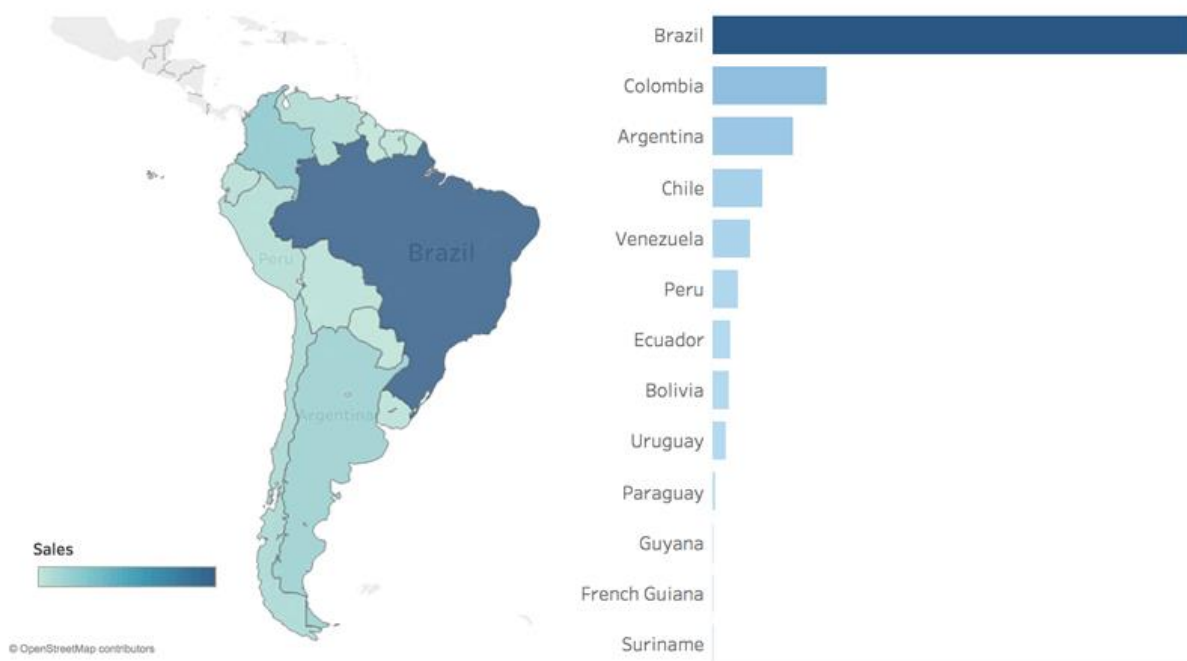 Brazil
Peru
Argentina
Sales
© OpenStreetMap contributors
Brazil
Colombia
Argentina
Chile
Venezuela
Peru
Ecuador
Bolivia
Uruguay
Paraguay
Guyana
French Guiana
Suriname